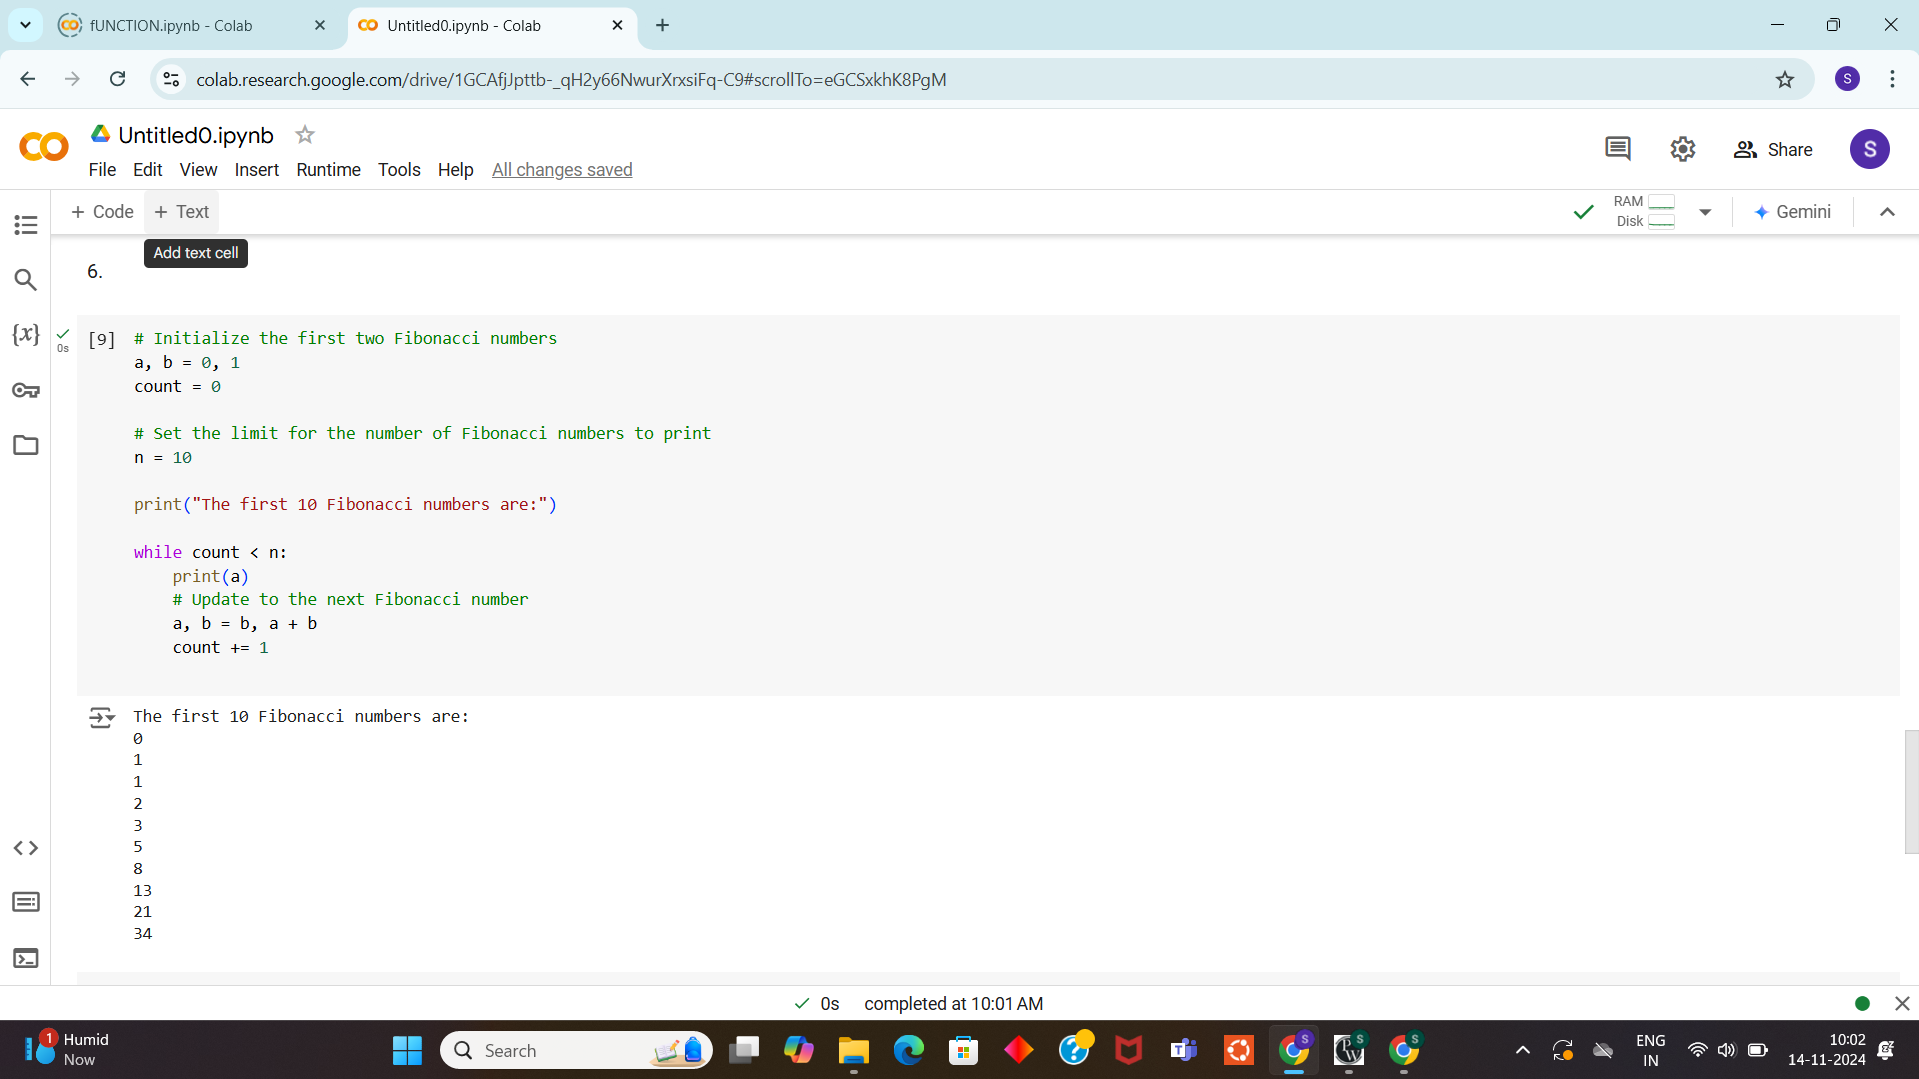 fUNCTION.ipynb - Colab
Untitled0.ipynb - Colab
colab.research.google.com/drive/1GCAfjJpttb-_qH2y66NwurXrxsiFq-C9#scrollTo=eGCSxkhK8PgM
S
Untitled0.ipynb
File Edit View Insert Runtime Tools Help All changes saved
Share
S
+ Code + Text
RAM
Disk
Gemini
Add text cell
6.
{x}
0s
[9] # Initialize the first two Fibonacci numbers
a, b = 0, 1
count = 0
# Set the limit for the number of Fibonacci numbers to print
n = 10
print("The first 10 Fibonacci numbers are:")
while count < n:
print(a)
# Update to the next Fibonacci number
a, b = b, a + b
count += 1
The first 10 Fibonacci numbers are:
0
1
1
2
3
5
8
13
21
34
0s completed at 10:01 AM
1
Humid
Now
Search
S
PW
S
S
ENG
IN
10:02
14-11-2024